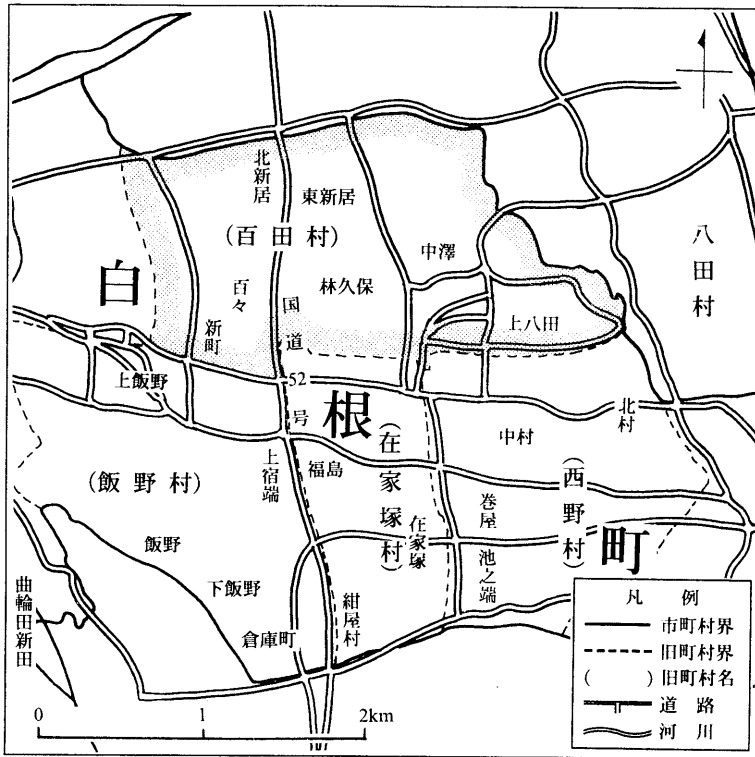 北新居
東新居
(百田村)
中澤
八田村
白
百々
林久保
新町
国道52号
上八田
上飯野
根
(在家塚村)
北村
中村
(西野村)
上宿端
福島
(飯野村)
巻屋
在家塚
町
飯野
池之端
下飯野
曲輪田新田
紺屋村
倉庫町
凡例
市町村界
旧町村界
( )旧町村名
道路
河川
0 1 2km